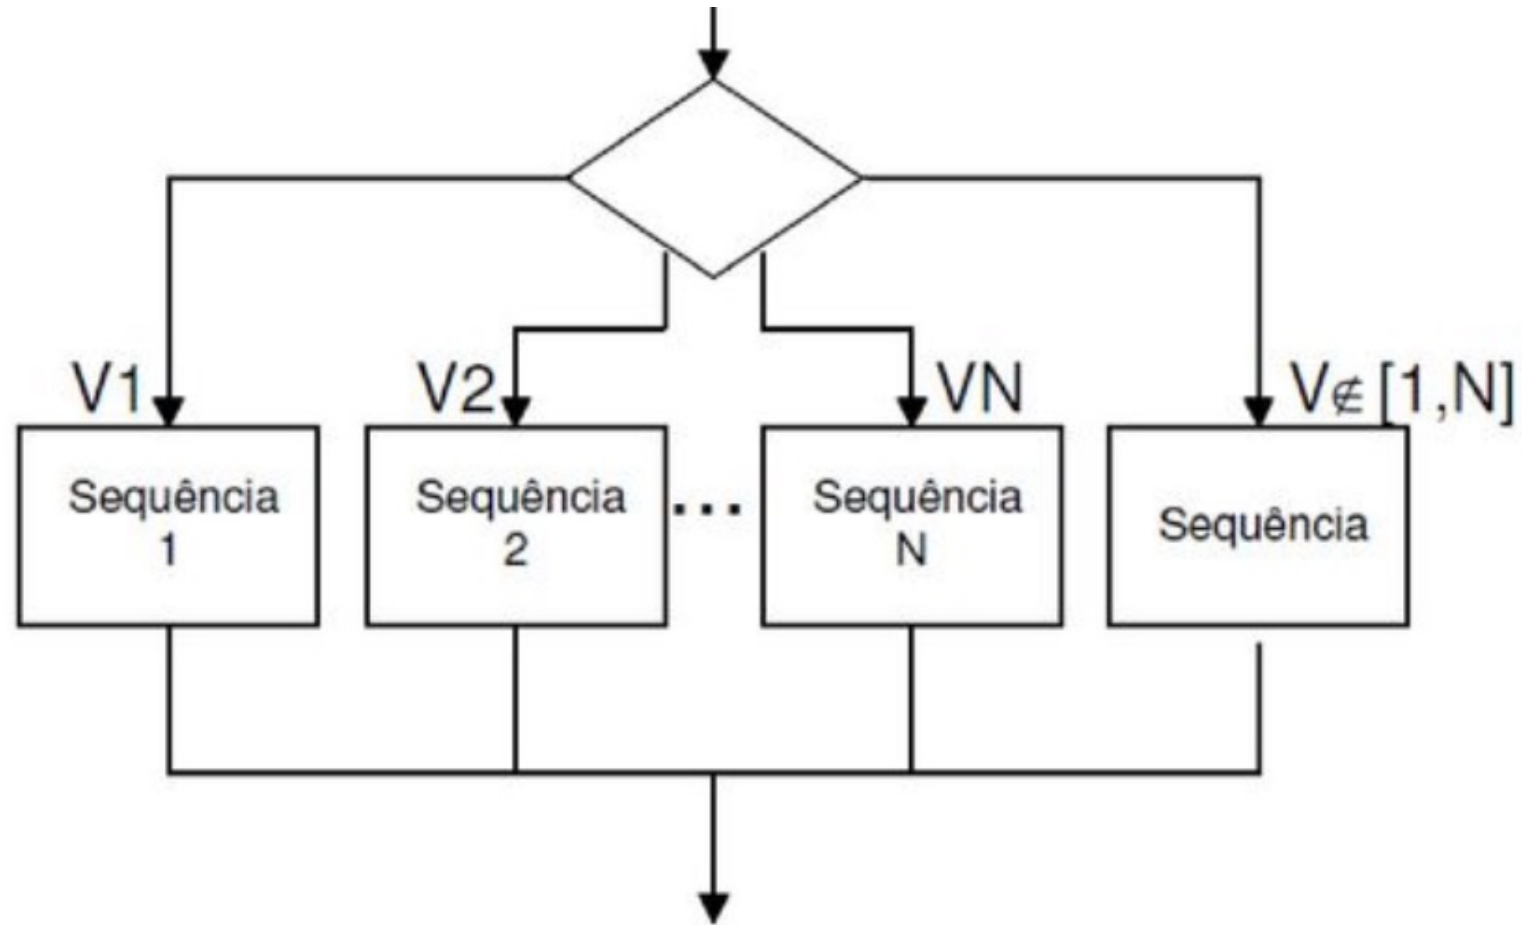 V1
V2
VN
V∉[1,N]
Sequência
1
Sequência
2
...
Sequência
N
Sequência